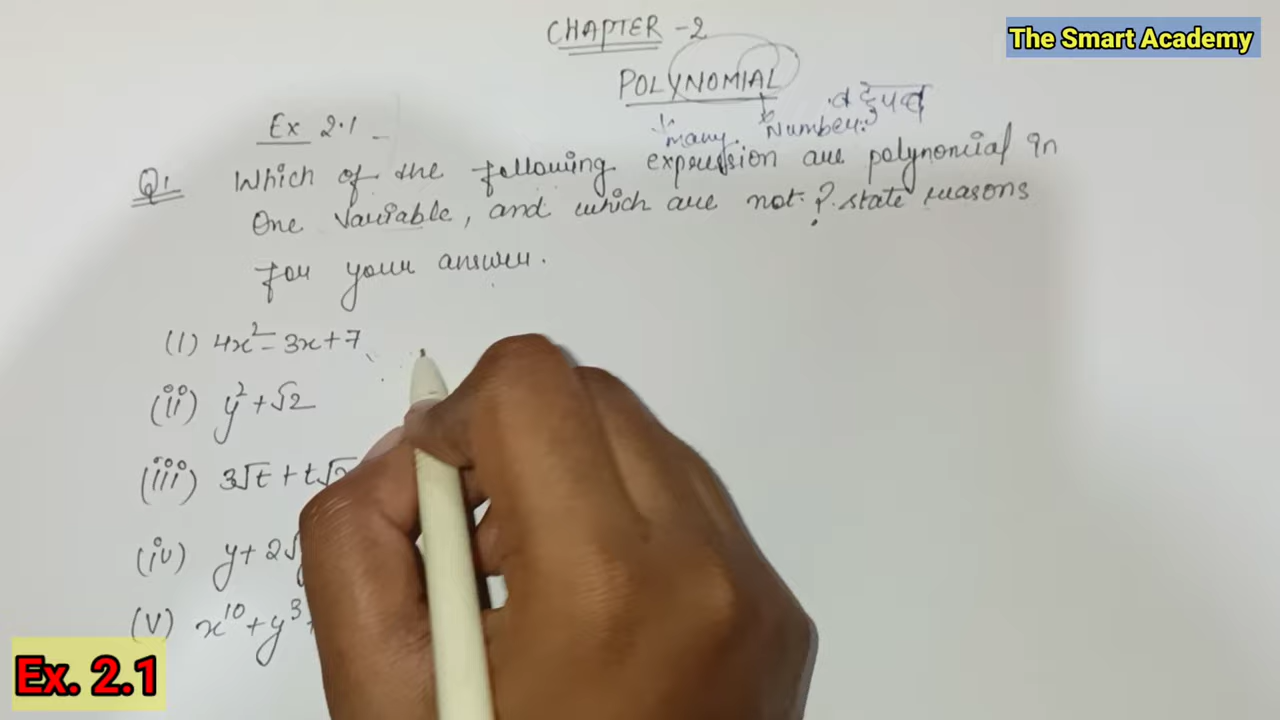 CHAPTER - 2
The Smart Academy
POLYNOMIAL
many. Number.
Ex 2.1
Q1 Which of the following expression are polynomial in
One variable, and which are not ? state reasons
for your answer.
(1) 4x² - 3x + 7
(ii) y² + √2
(iii) 3√t + t√2
(iv) y + 2
(V) x¹⁰ + y³ +
Ex. 2.1